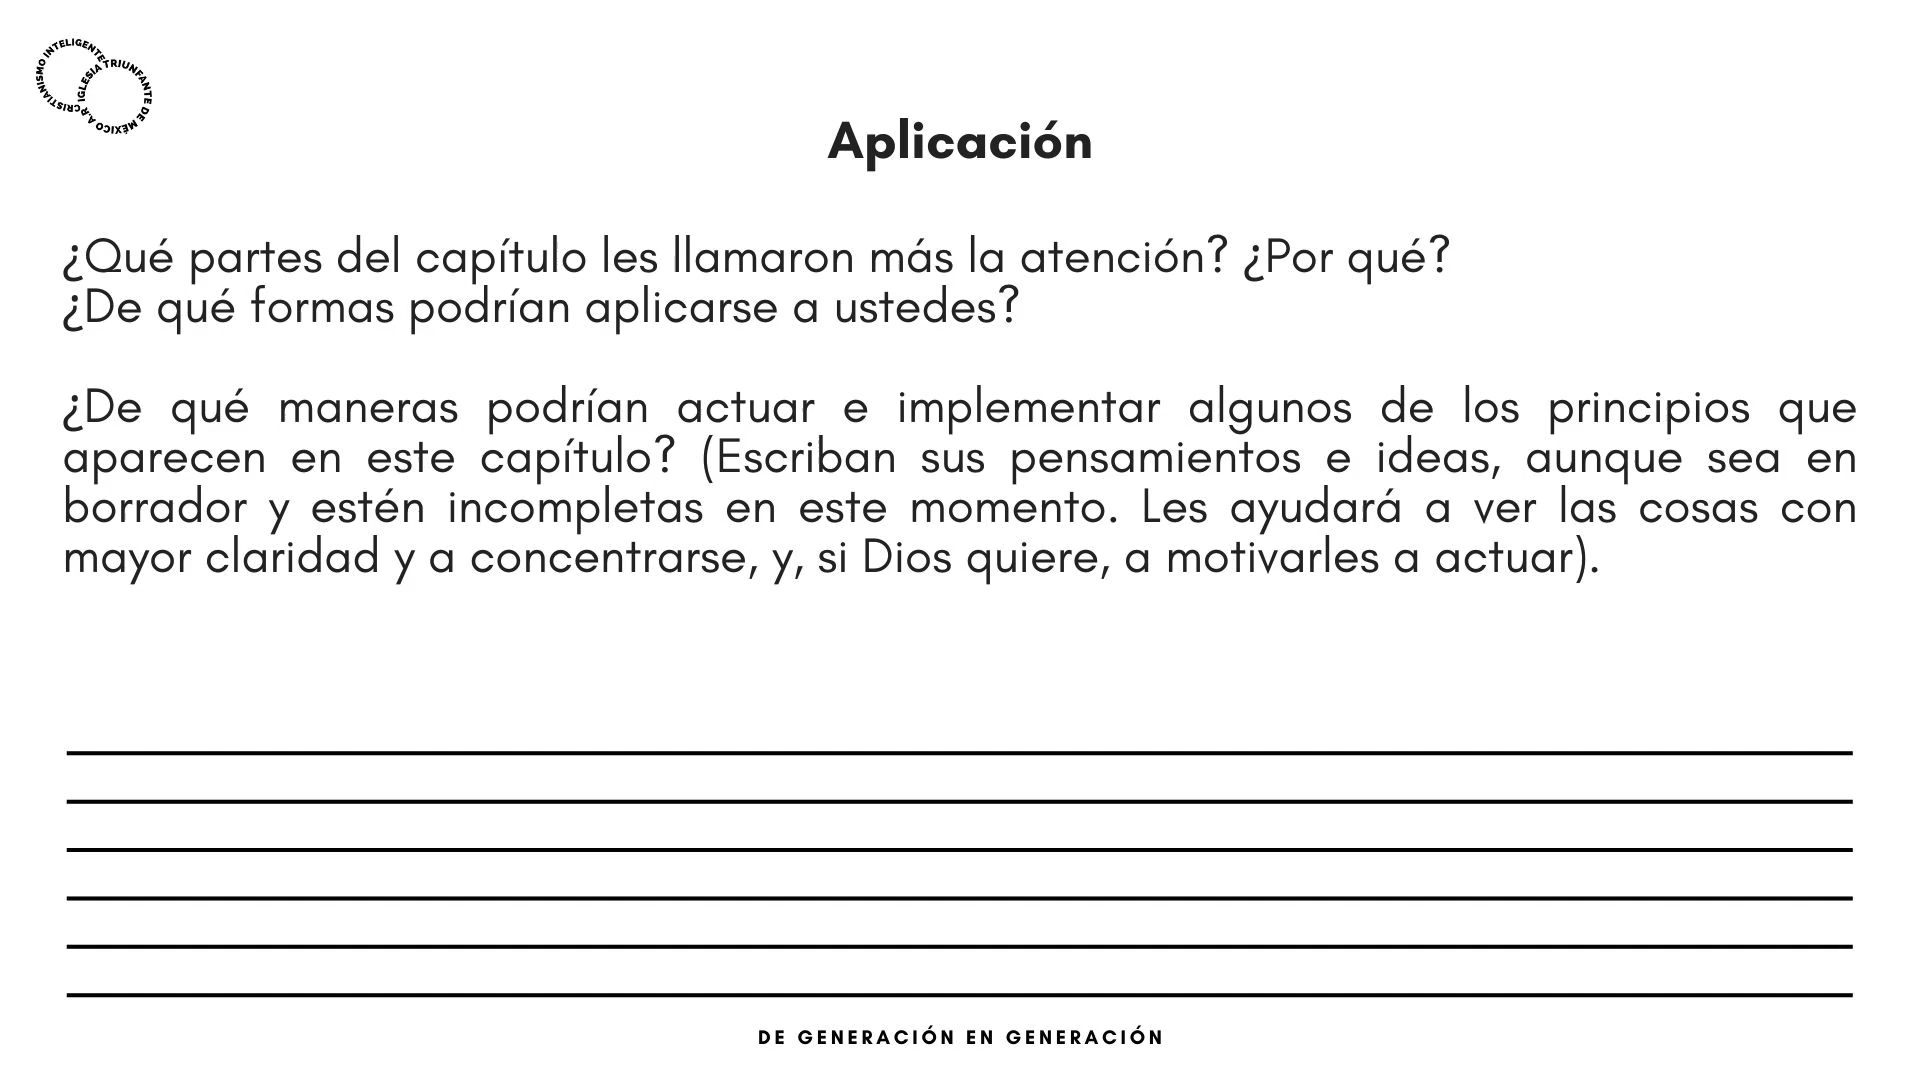 CRISTIANISMO INTELIGENTE
IGLESIA TRIUNFANTE DE MÉXICO A.R
Aplicación
¿Qué partes del capítulo les llamaron más la atención? ¿Por qué?
¿De qué formas podrían aplicarse a ustedes?
¿De qué maneras podrían actuar e implementar algunos de los principios que
aparecen en este capítulo? (Escriban sus pensamientos e ideas, aunque sea en
borrador y estén incompletas en este momento. Les ayudará a ver las cosas con
mayor claridad y a concentrarse, y, si Dios quiere, a motivarles a actuar).
DE GENERACIÓN EN GENERACIÓN